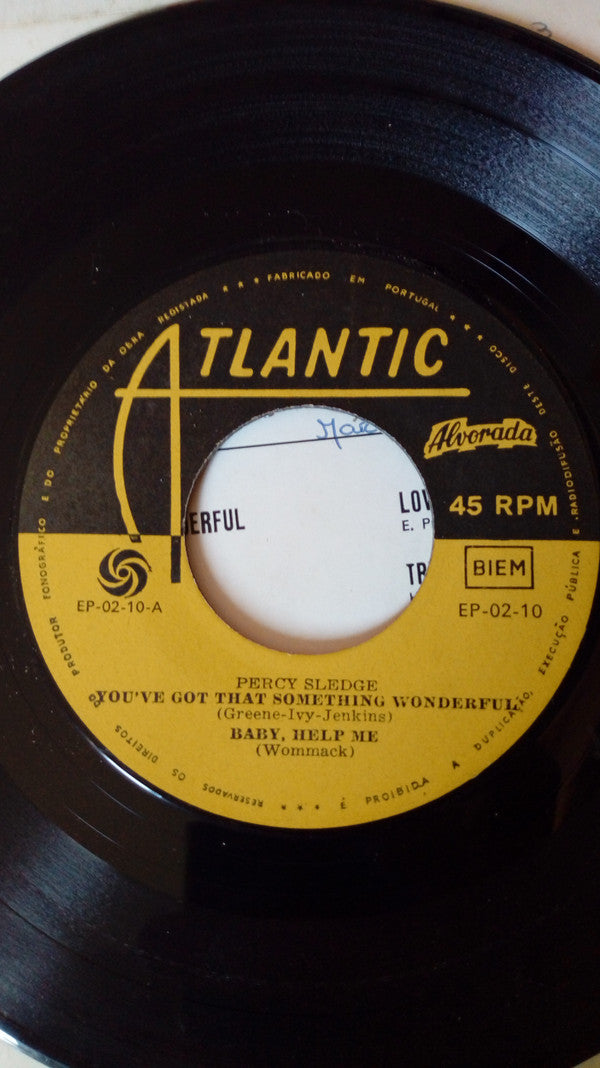 ★ ★ ★ FABRICADO EM PORTUGAL ★ ★ ★
RESERVADOS OS DIREITOS DO PRODUTOR FONOGRÁFICO E DO PROPRIETÁRIO DA OBRA REGISTADA
ATLANTIC
Alvorada
45 RPM
BIEM
EP-02-10-A
EP-02-10
PERCY SLEDGE
YOU'VE GOT THAT SOMETHING WONDERFUL
(Greene-Ivy-Jenkins)
BABY, HELP ME
(Wommack)
★ ★ ★ É PROIBIDA A DUPLICAÇÃO, EXECUÇÃO PÚBLICA E RADIODIFUSÃO DESTE DISCO
ERFUL
LO
E. P
TR